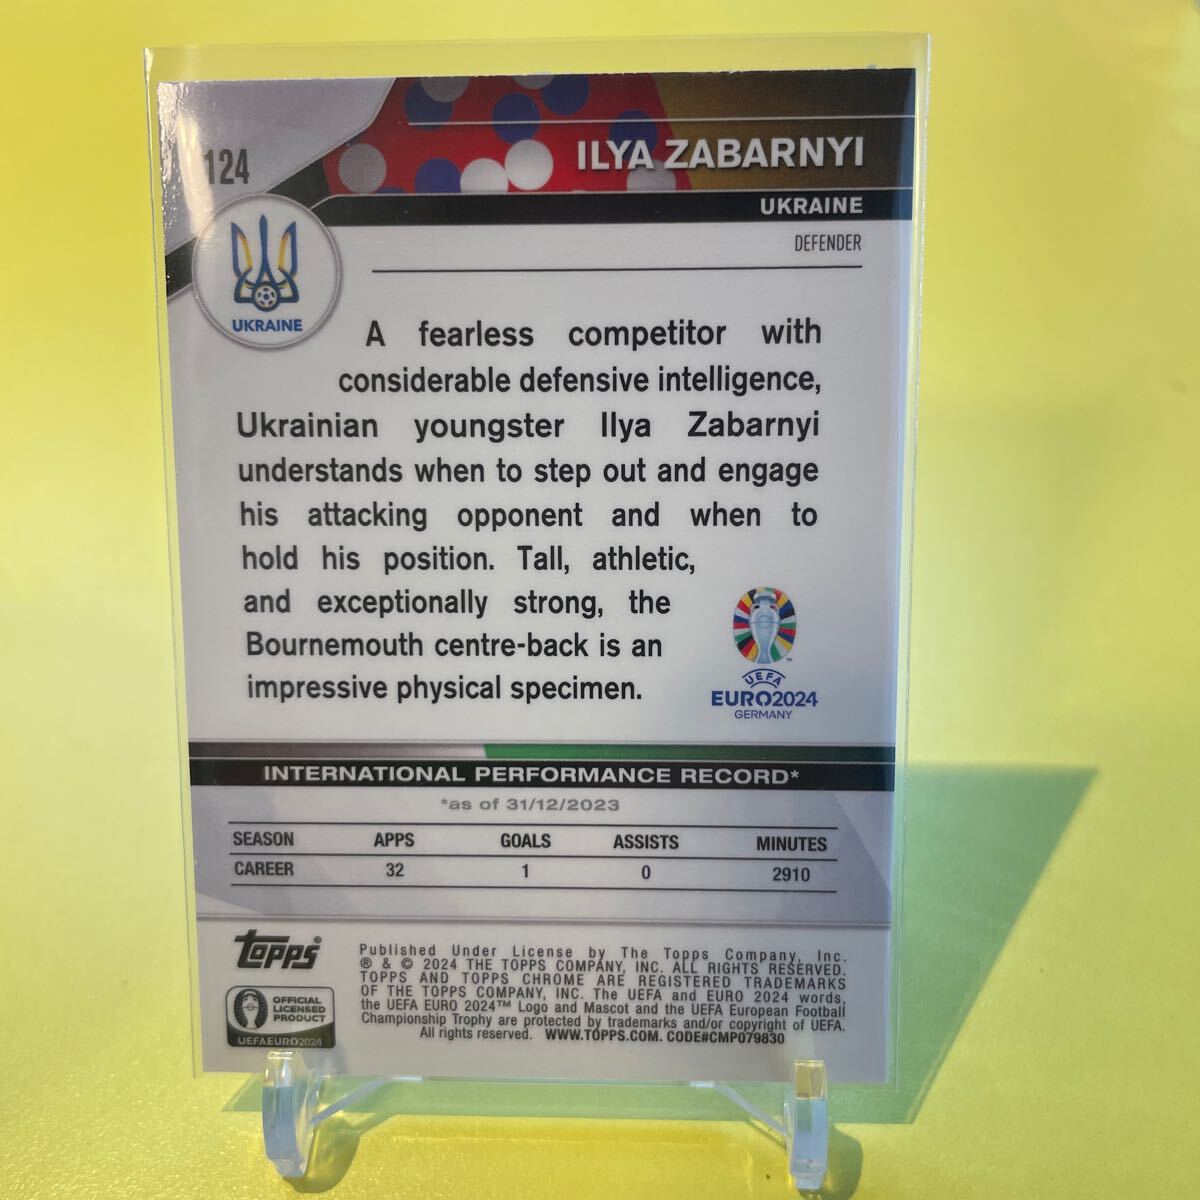 124
ILYA ZABARNYI
UKRAINE
DEFENDER
UKRAINE
A fearless competitor with
considerable defensive intelligence,
Ukrainian youngster Ilya Zabarnyi
understands when to step out and engage
his attacking opponent and when to
hold his position. Tall, athletic,
and exceptionally strong, the
Bournemouth centre-back is an
impressive physical specimen.
UEFA
EURO2024
GERMANY
INTERNATIONAL PERFORMANCE RECORD*
*as of 31/12/2023
SEASON APPS GOALS ASSISTS MINUTES
CAREER 32 1 0 2910
topps®
OFFICIAL
LICENSED
PRODUCT
UEFAEURO2024
Published Under License by The Topps Company, Inc.
® & © 2024 THE TOPPS COMPANY, INC. ALL RIGHTS RESERVED.
TOPPS AND TOPPS CHROME ARE REGISTERED TRADEMARKS
OF THE TOPPS COMPANY, INC. The UEFA and EURO 2024 words,
the UEFA EURO 2024™ Logo and Mascot and the UEFA European Football
Championship Trophy are protected by trademarks and/or copyright of UEFA.
All rights reserved. WWW.TOPPS.COM. CODE#CMP079830